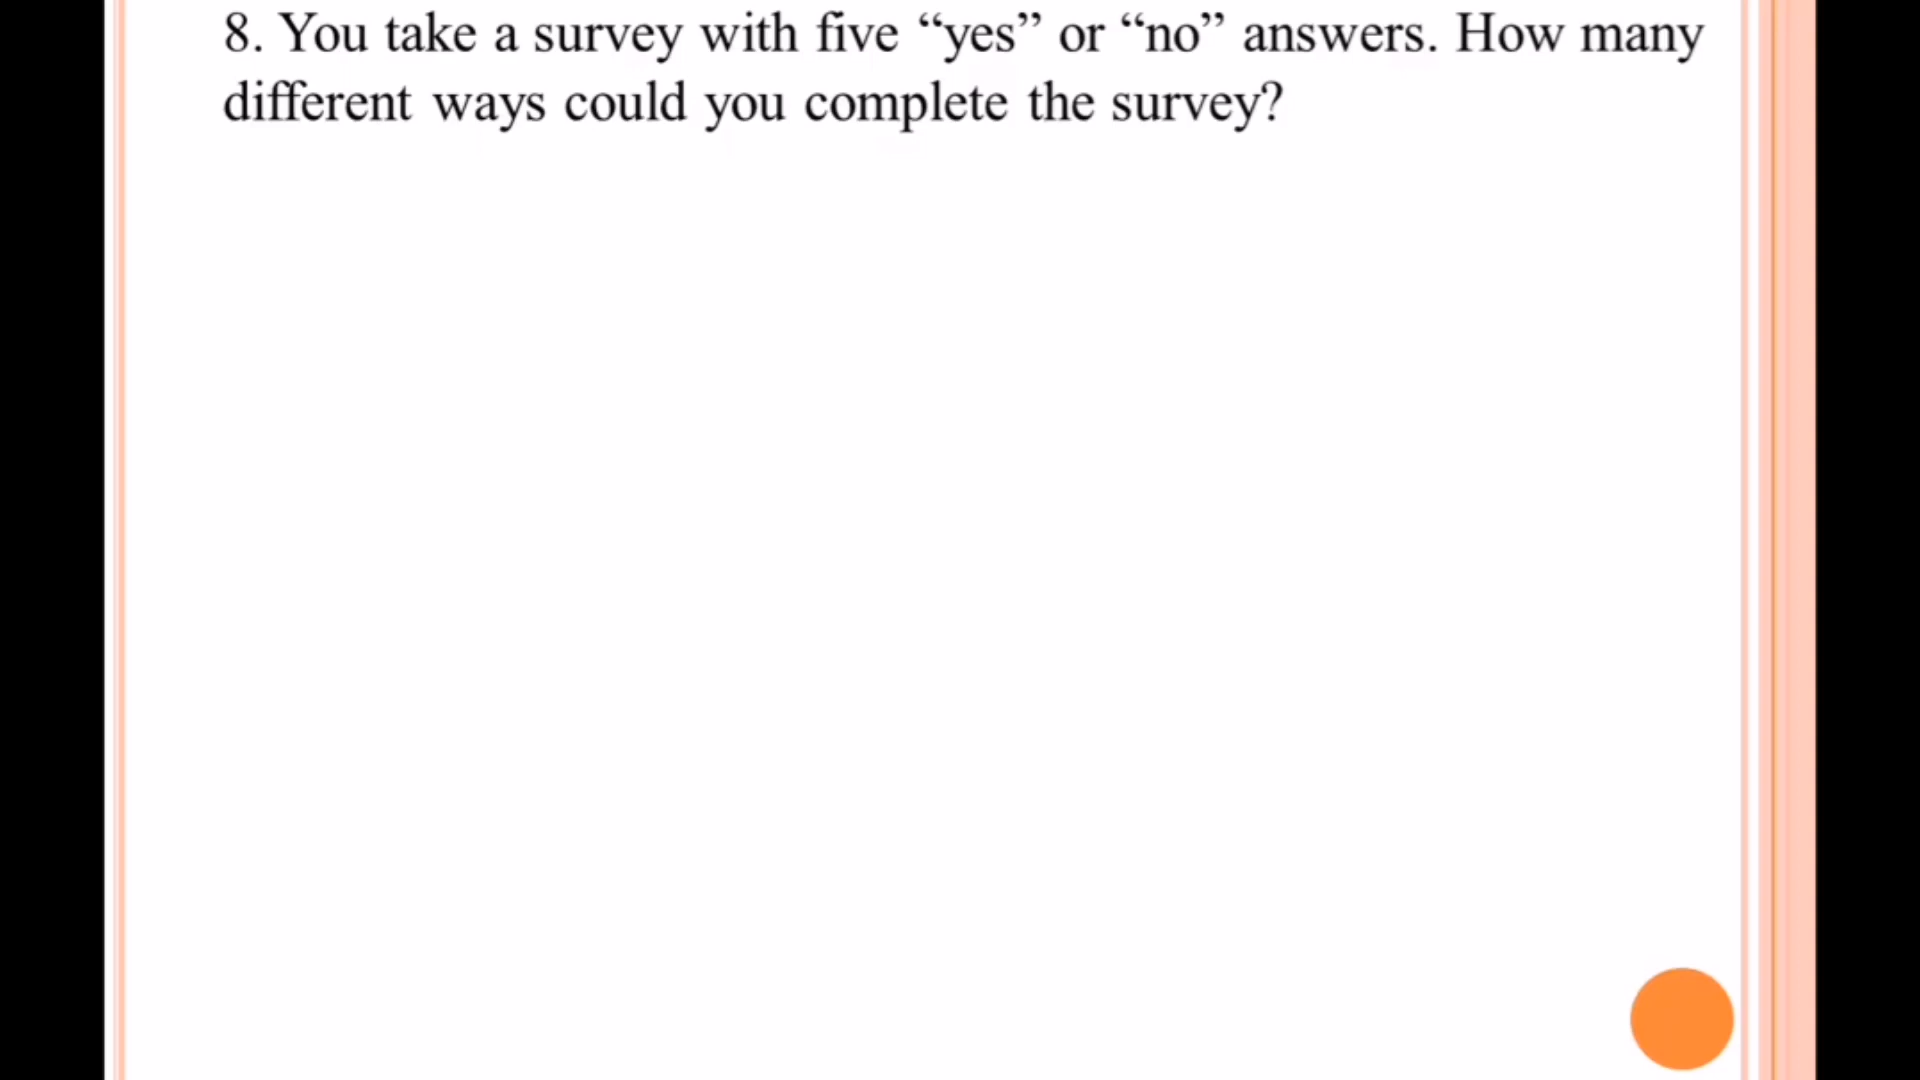 8. You take a survey with five “yes” or “no” answers. How many
different ways could you complete the survey?